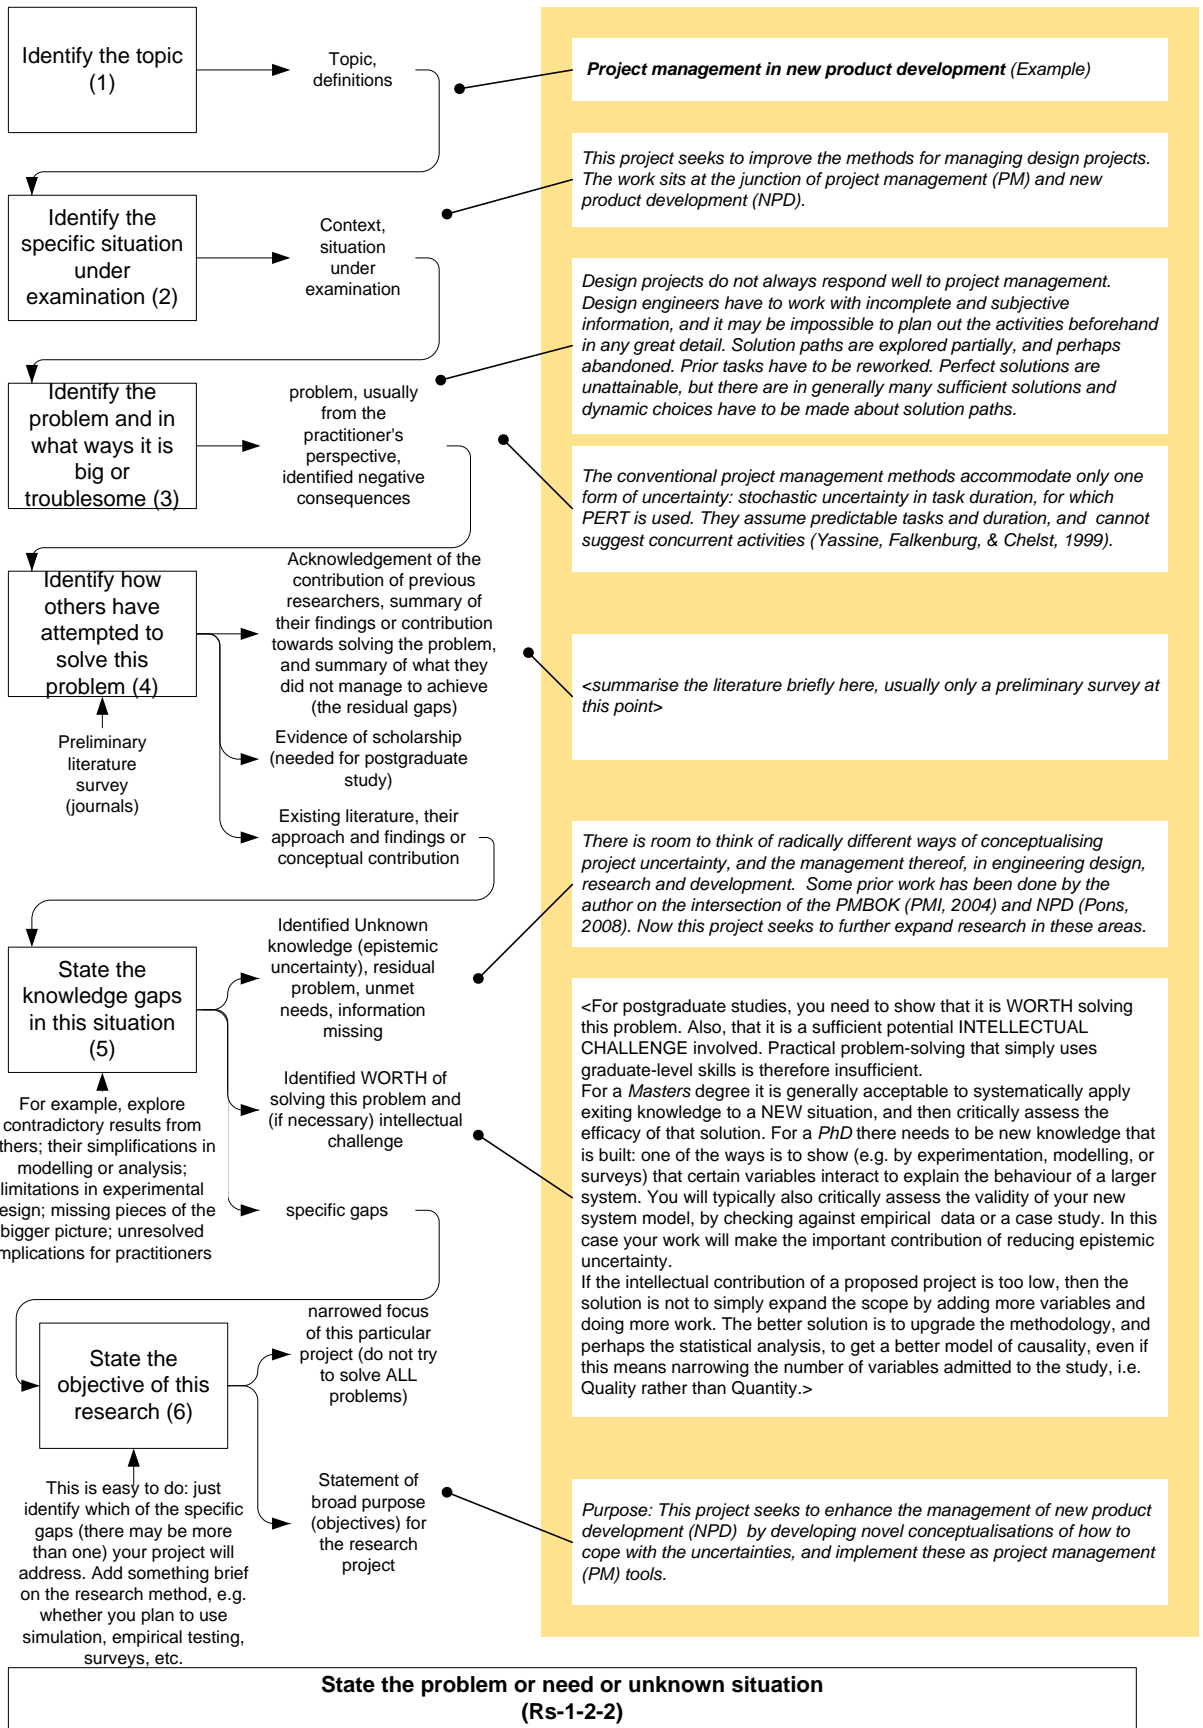 Identify the topic
(1)
Topic,
definitions
Project management in new product development (Example)
This project seeks to improve the methods for managing design projects.
The work sits at the junction of project management (PM) and new
product development (NPD).
Identify the
specific situation
under
examination (2)
Context,
situation
under
examination
Design projects do not always respond well to project management.
Design engineers have to work with incomplete and subjective
information, and it may be impossible to plan out the activities beforehand
in any great detail. Solution paths are explored partially, and perhaps
abandoned. Prior tasks have to be reworked. Perfect solutions are
unattainable, but there are in generally many sufficient solutions and
dynamic choices have to be made about solution paths.
Identify the
problem and in
what ways it is
big or
troublesome (3)
problem, usually
from the
practitioner's
perspective,
identified negative
consequences
The conventional project management methods accommodate only one
form of uncertainty: stochastic uncertainty in task duration, for which
PERT is used. They assume predictable tasks and duration, and  cannot
suggest concurrent activities (Yassine, Falkenburg, & Chelst, 1999).
Identify how
others have
attempted to
solve this
problem (4)
Acknowledgement of the
contribution of previous
researchers, summary of
their findings or contribution
towards solving the problem,
and summary of what they
did not manage to achieve
(the residual gaps)
<summarise the literature briefly here, usually only a preliminary survey at
this point>
Preliminary
literature
survey
(journals)
Evidence of scholarship
(needed for postgraduate
study)
Existing literature, their
approach and findings or
conceptual contribution
There is room to think of radically different ways of conceptualising
project uncertainty, and the management thereof, in engineering design,
research and development.  Some prior work has been done by the
author on the intersection of the PMBOK (PMI, 2004) and NPD (Pons,
2008). Now this project seeks to further expand research in these areas.
State the
knowledge gaps
in this situation
(5)
Identified Unknown
knowledge (epistemic
uncertainty), residual
problem, unmet
needs, information
missing
Identified WORTH of
solving this problem and
(if necessary) intellectual
challenge
<For postgraduate studies, you need to show that it is WORTH solving
this problem. Also, that it is a sufficient potential INTELLECTUAL
CHALLENGE involved. Practical problem-solving that simply uses
graduate-level skills is therefore insufficient.
For a Masters degree it is generally acceptable to systematically apply
exiting knowledge to a NEW situation, and then critically assess the
efficacy of that solution. For a PhD there needs to be new knowledge that
is built: one of the ways is to show (e.g. by experimentation, modelling, or
surveys) that certain variables interact to explain the behaviour of a larger
system. You will typically also critically assess the validity of your new
system model, by checking against empirical  data or a case study. In this
case your work will make the important contribution of reducing epistemic
uncertainty.
If the intellectual contribution of a proposed project is too low, then the
solution is not to simply expand the scope by adding more variables and
doing more work. The better solution is to upgrade the methodology, and
perhaps the statistical analysis, to get a better model of causality, even if
this means narrowing the number of variables admitted to the study, i.e.
Quality rather than Quantity.>
For example, explore
contradictory results from
thers; their simplifications in
modelling or analysis;
limitations in experimental
esign; missing pieces of the
bigger picture; unresolved
mplications for practitioners
specific gaps
State the
objective of this
research (6)
narrowed focus
of this particular
project (do not try
to solve ALL
problems)
This is easy to do: just
identify which of the specific
gaps (there may be more
than one) your project will
address. Add something brief
on the research method, e.g.
whether you plan to use
simulation, empirical testing,
surveys, etc.
Statement of
broad purpose
(objectives) for
the research
project
Purpose: This project seeks to enhance the management of new product
development (NPD)  by developing novel conceptualisations of how to
cope with the uncertainties, and implement these as project management
(PM) tools.
State the problem or need or unknown situation
(Rs-1-2-2)